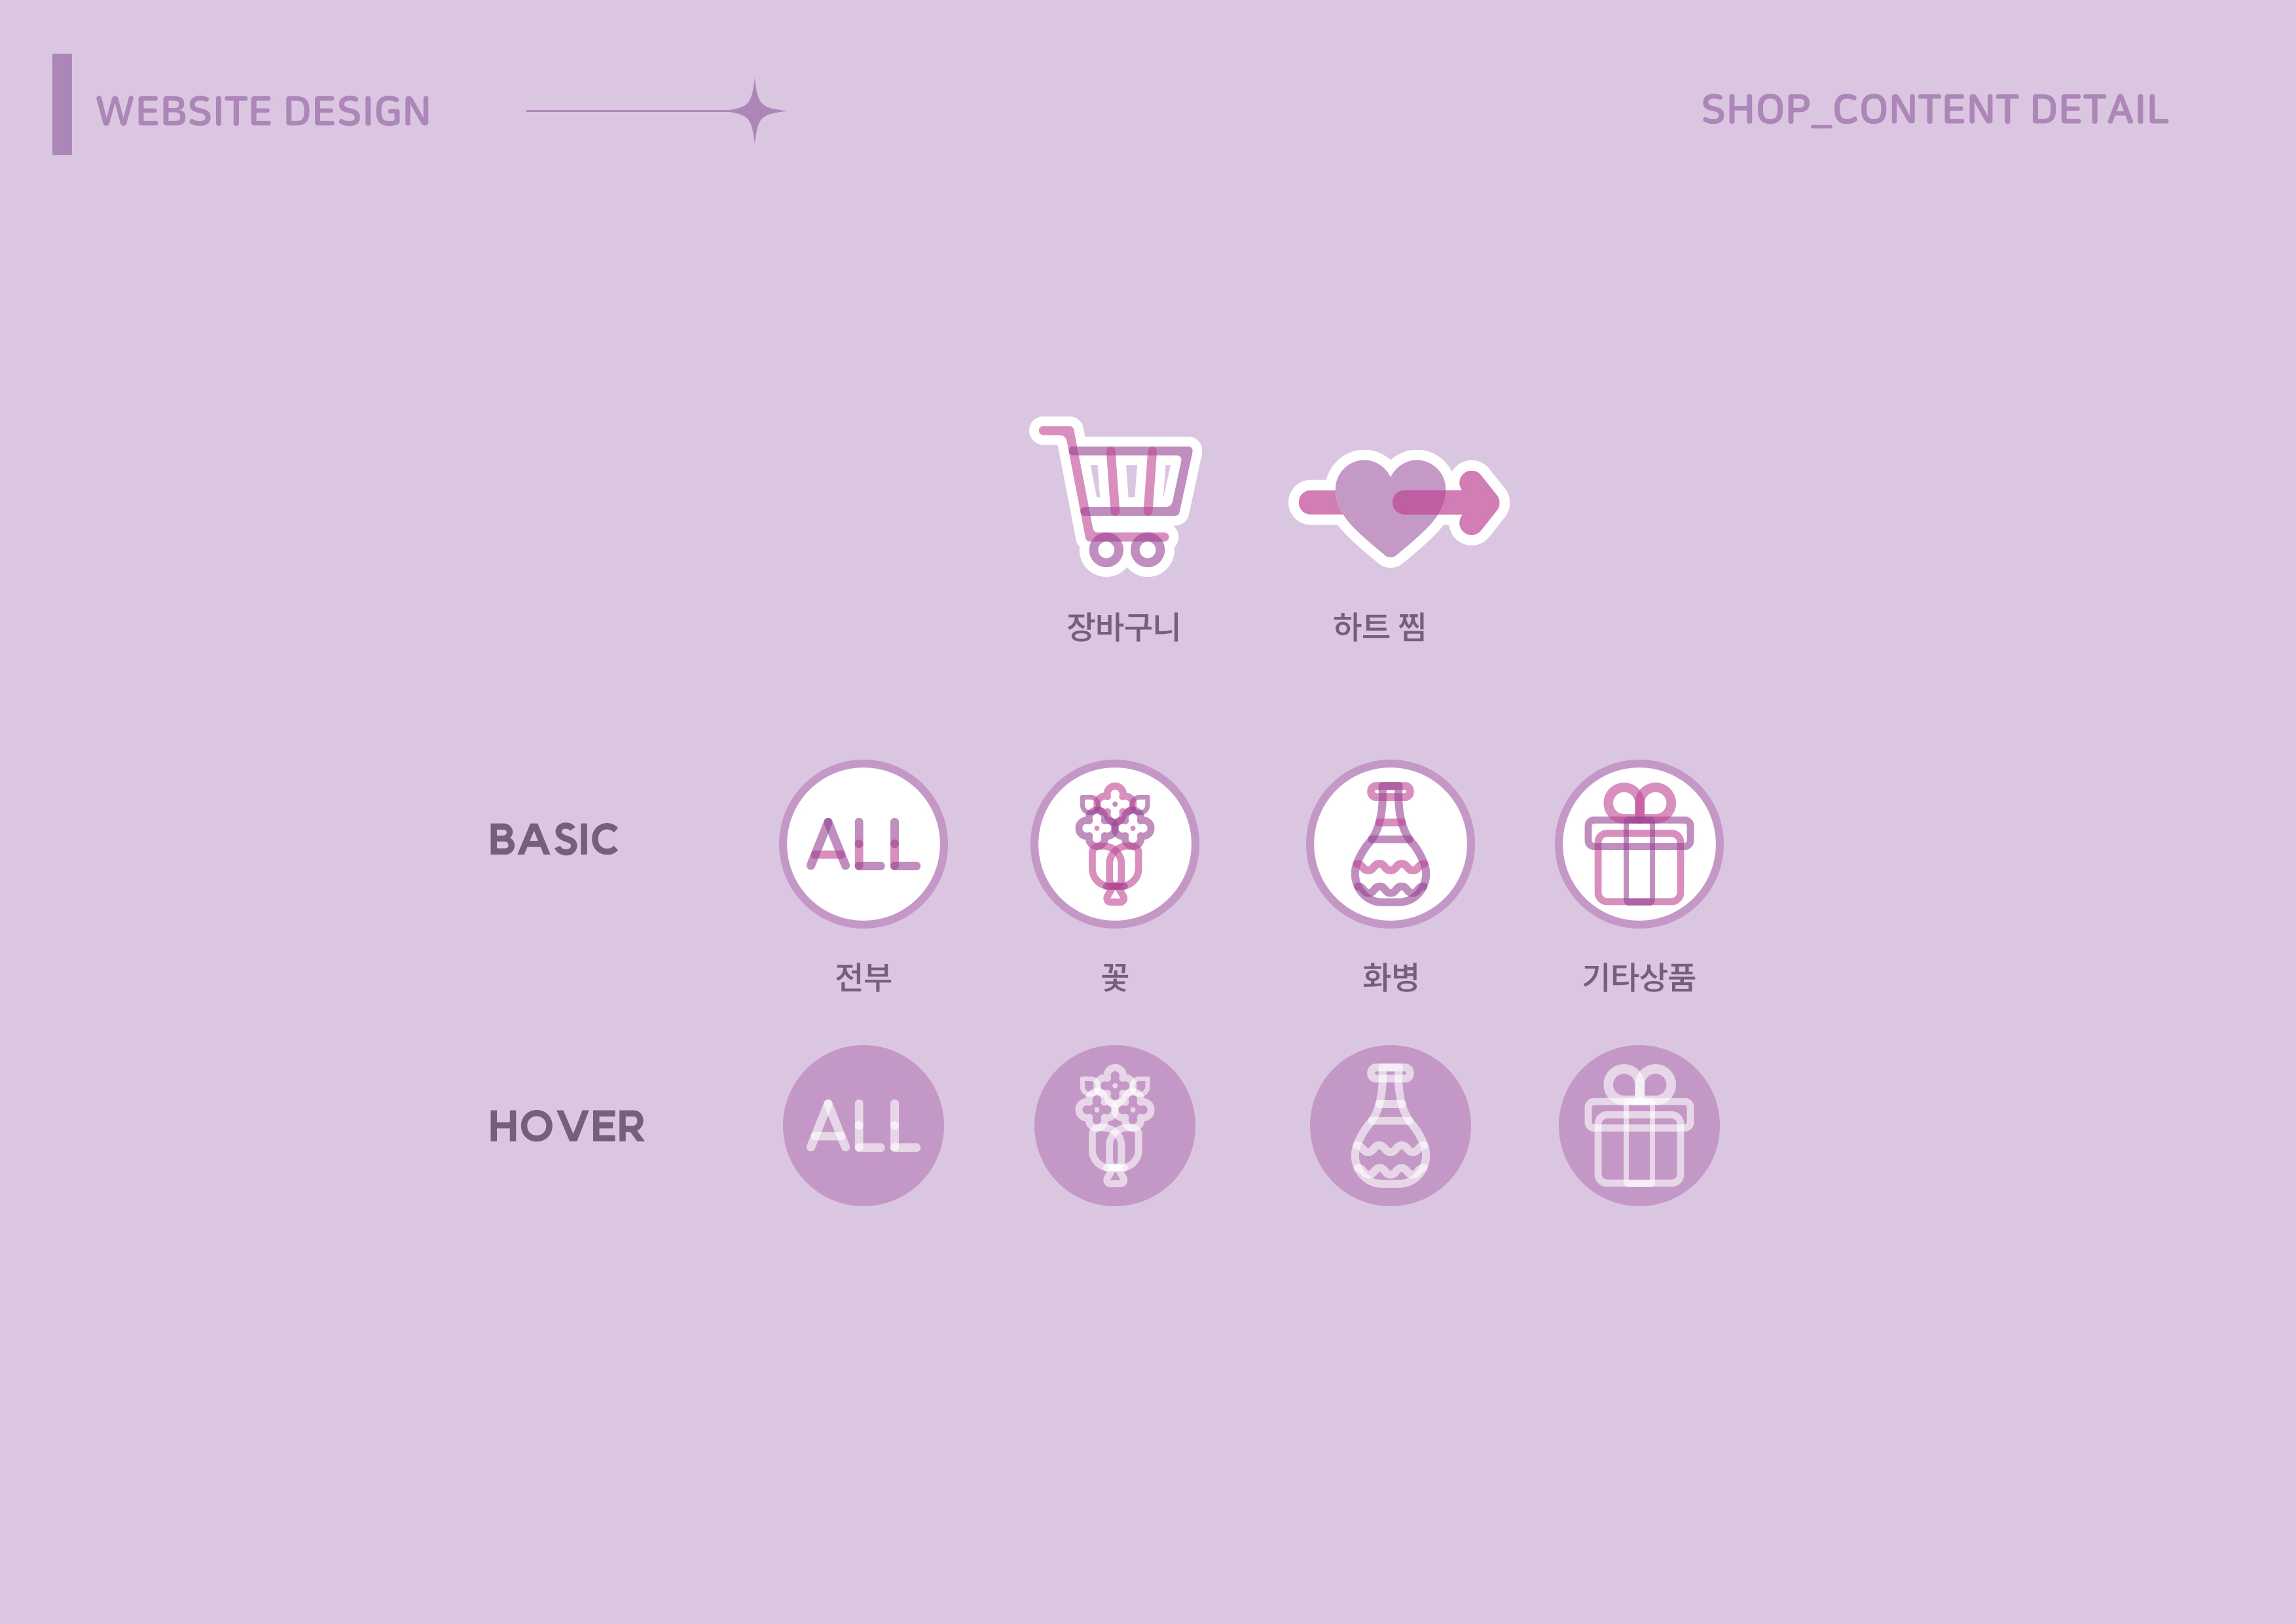 WEBSITE DESIGN
SHOP_CONTENT DETAIL
장바구니
하트 찜
BASIC
ALL
전부
꽃
화병
기타상품
HOVER
ALL